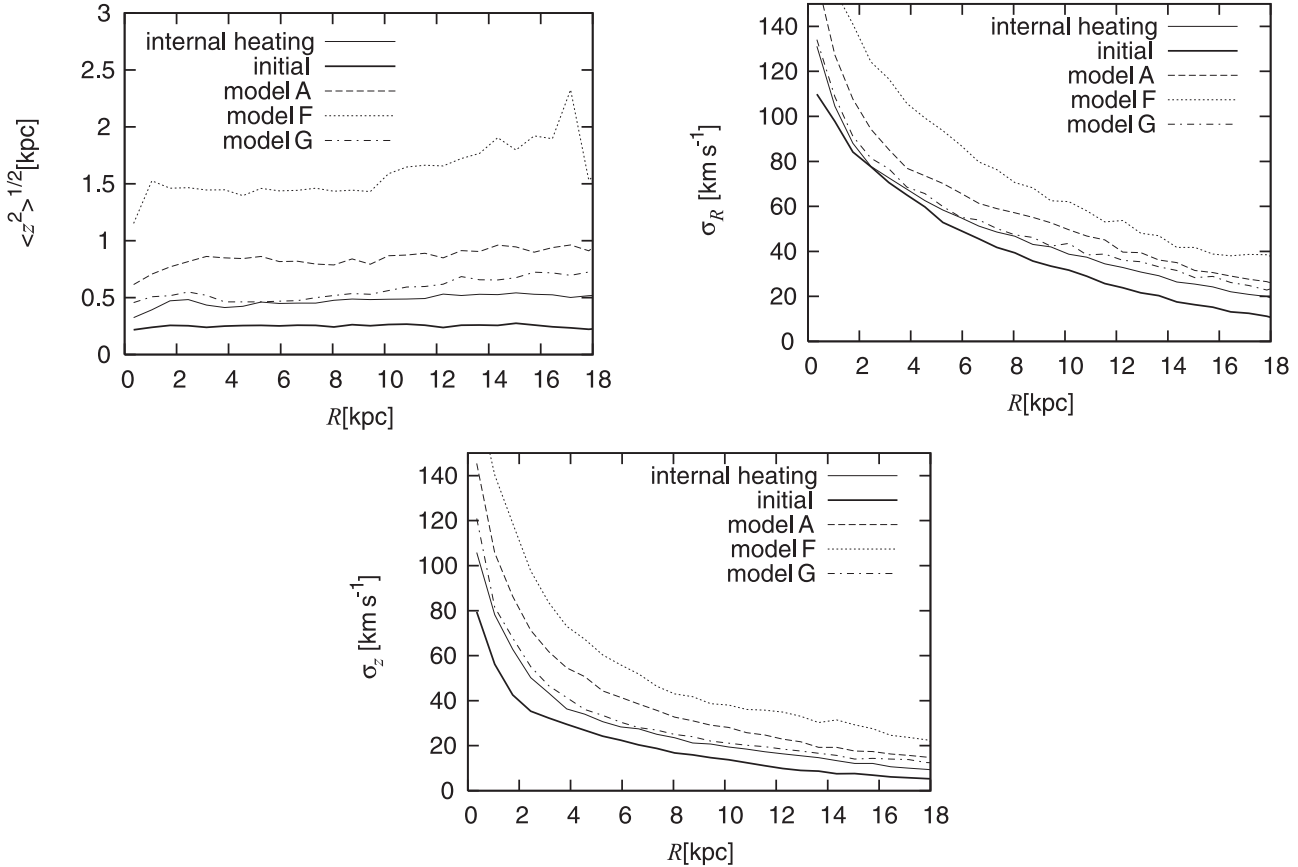 3
2.5
2
1.5
1
0.5
0
<z²>^1/2 [kpc]
internal heating
initial
model A
model F
model G
0 2 4 6 8 10 12 14 16 18
R[kpc]
140
120
100
80
60
40
20
0
σ_R [km s⁻¹]
internal heating
initial
model A
model F
model G
0 2 4 6 8 10 12 14 16 18
R[kpc]
140
120
100
80
60
40
20
0
σ_z [km s⁻¹]
internal heating
initial
model A
model F
model G
0 2 4 6 8 10 12 14 16 18
R[kpc]